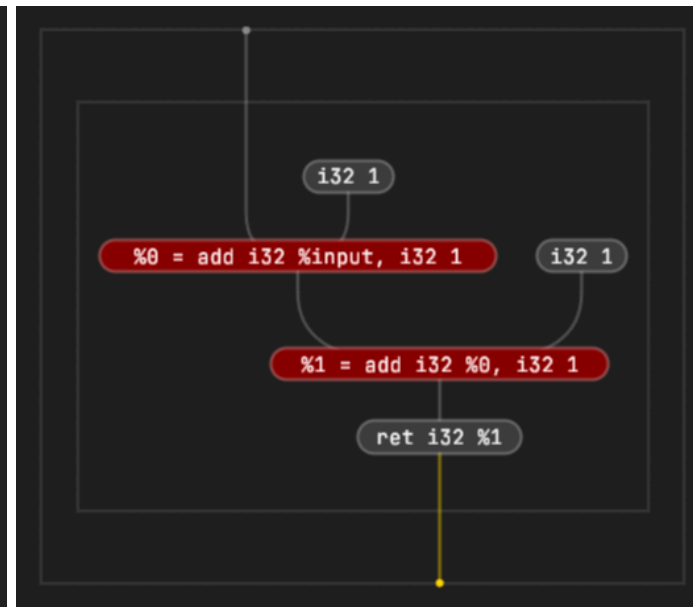 i32 1
%0 = add i32 %input, i32 1
i32 1
%1 = add i32 %0, i32 1
ret i32 %1